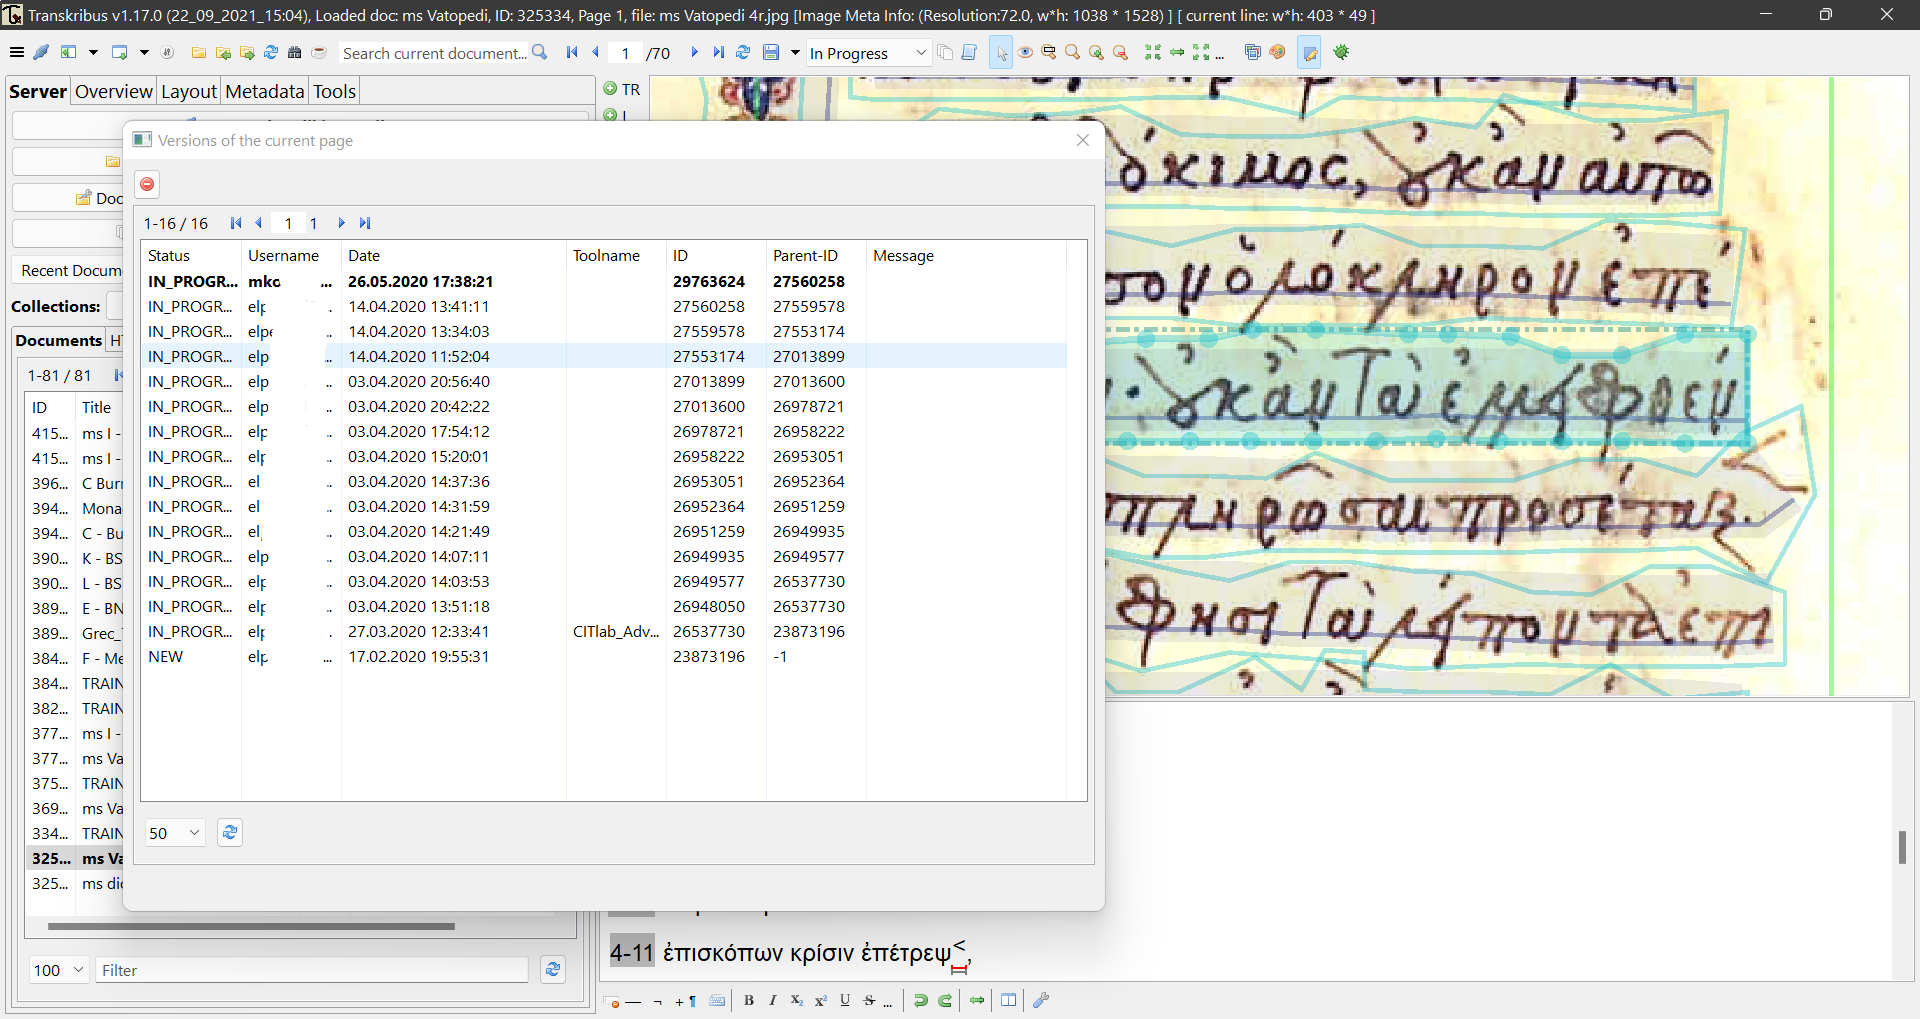 Transkribus v1.17.0 (22_09_2021_15:04), Loaded doc: ms Vatopedi, ID: 325334, Page 1, file: ms Vatopedi 4r.jpg [Image Meta Info: (Resolution:72.0, w*h: 1038 * 1528) ] [ current line: w*h: 403 * 49 ]
Search current document... 1 /70 In Progress
Server Overview Layout Metadata Tools
TR
Versions of the current page
1-16 / 16 1 1
Status Username Date Toolname ID Parent-ID Message
IN_PROGR... mkc ... 26.05.2020 17:38:21 29763624 27560258
IN_PROGR... elp . 14.04.2020 13:41:11 27560258 27559578
IN_PROGR... elpe .. 14.04.2020 13:34:03 27559578 27553174
IN_PROGR... elp .. 14.04.2020 11:52:04 27553174 27013899
IN_PROGR... elp .. 03.04.2020 20:56:40 27013899 27013600
IN_PROGR... elp .. 03.04.2020 20:42:22 27013600 26978721
IN_PROGR... elp .. 03.04.2020 17:54:12 26978721 26958222
IN_PROGR... elp .. 03.04.2020 15:20:01 26958222 26953051
IN_PROGR... el .. 03.04.2020 14:37:36 26953051 26952364
IN_PROGR... el .. 03.04.2020 14:31:59 26952364 26951259
IN_PROGR... el .. 03.04.2020 14:21:49 26951259 26949935
IN_PROGR... elp .. 03.04.2020 14:07:11 26949935 26949577
IN_PROGR... elp .. 03.04.2020 14:03:53 26949577 26537730
IN_PROGR... elp .. 03.04.2020 13:51:18 26948050 26537730
IN_PROGR... elp . 27.03.2020 12:33:41 CITlab_Adv... 26537730 23873196
NEW elp ... 17.02.2020 19:55:31 23873196 -1
50
Doc
Recent Docum
Collections:
Documents
1-81 / 81
ID Title
415... ms I -
415... ms I -
396... C Bur
394... Mona
394... C - Bu
390... K - BS
390... L - BS
389... E - BN
389... Grec_
384... F - Me
384... TRAIN
382... TRAIN
377... ms I -
377... ms Va
375... TRAIN
369... ms Va
334... TRAIN
325... ms Va
325... ms dic
100 Filter
4-11 ἐπισκόπων κρίσιν ἐπέτρεψ<,
B I X₂ X² U S ...